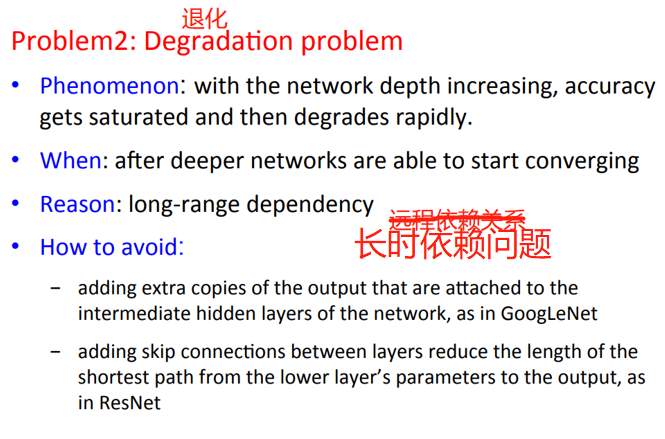 退化
Problem2: Degradation problem
• Phenomenon: with the network depth increasing, accuracy
gets saturated and then degrades rapidly.
• When: after deeper networks are able to start converging
• Reason: long-range dependency
远程依赖关系
长时依赖问题
• How to avoid:
– adding extra copies of the output that are attached to the
intermediate hidden layers of the network, as in GoogLeNet
– adding skip connections between layers reduce the length of the
shortest path from the lower layer's parameters to the output, as
in ResNet